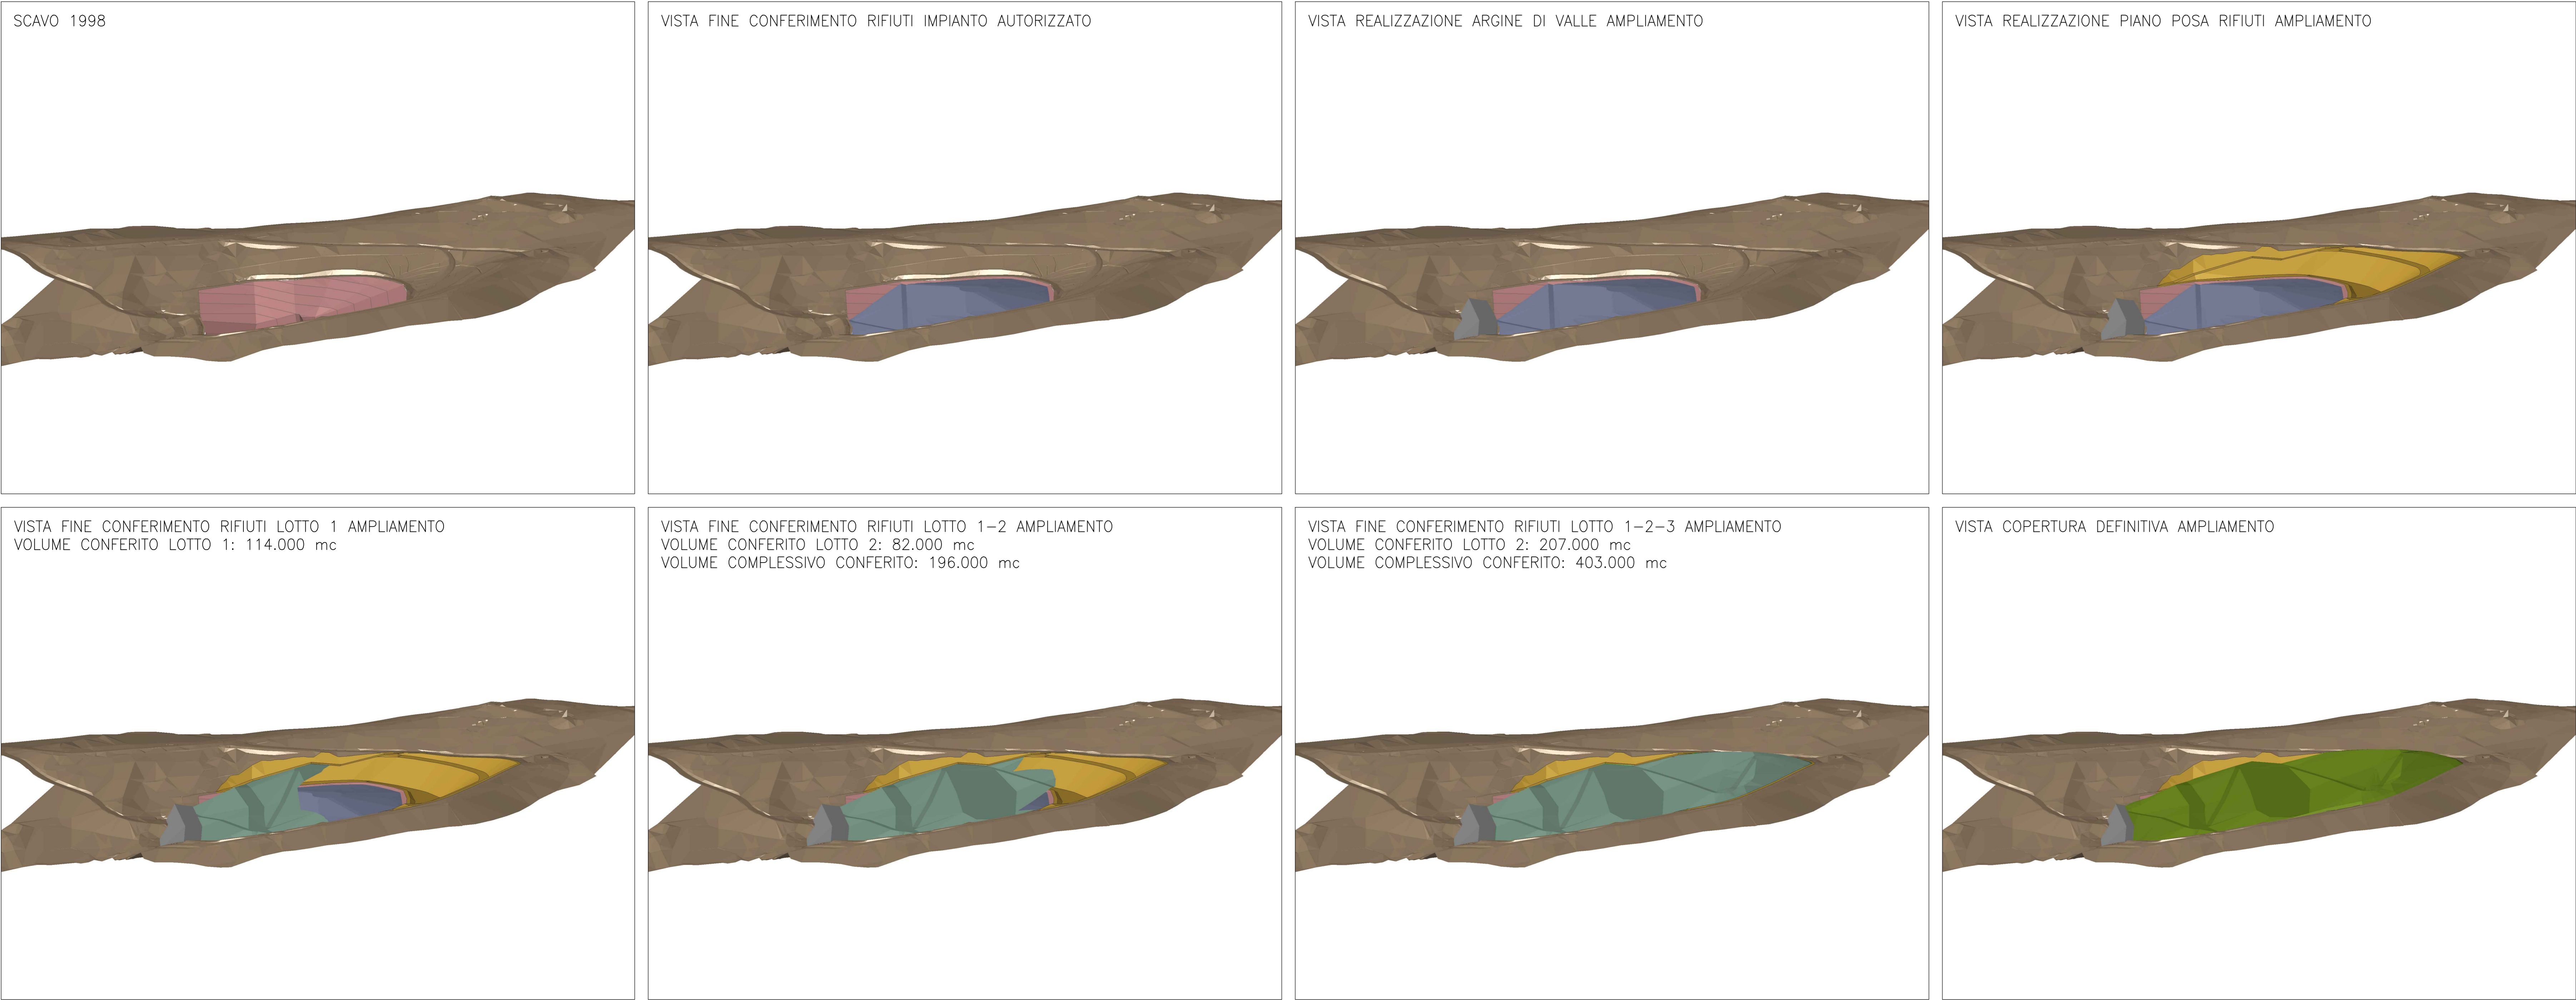 SCAVO 1998
VISTA FINE CONFERIMENTO RIFIUTI IMPIANTO AUTORIZZATO
VISTA REALIZZAZIONE ARGINE DI VALLE AMPLIAMENTO
VISTA REALIZZAZIONE PIANO POSA RIFIUTI AMPLIAMENTO
VISTA FINE CONFERIMENTO RIFIUTI LOTTO 1 AMPLIAMENTO
VOLUME CONFERITO LOTTO 1: 114.000 mc
VISTA FINE CONFERIMENTO RIFIUTI LOTTO 1-2 AMPLIAMENTO
VOLUME CONFERITO LOTTO 2: 82.000 mc
VOLUME COMPLESSIVO CONFERITO: 196.000 mc
VISTA FINE CONFERIMENTO RIFIUTI LOTTO 1-2-3 AMPLIAMENTO
VOLUME CONFERITO LOTTO 2: 207.000 mc
VOLUME COMPLESSIVO CONFERITO: 403.000 mc
VISTA COPERTURA DEFINITIVA AMPLIAMENTO